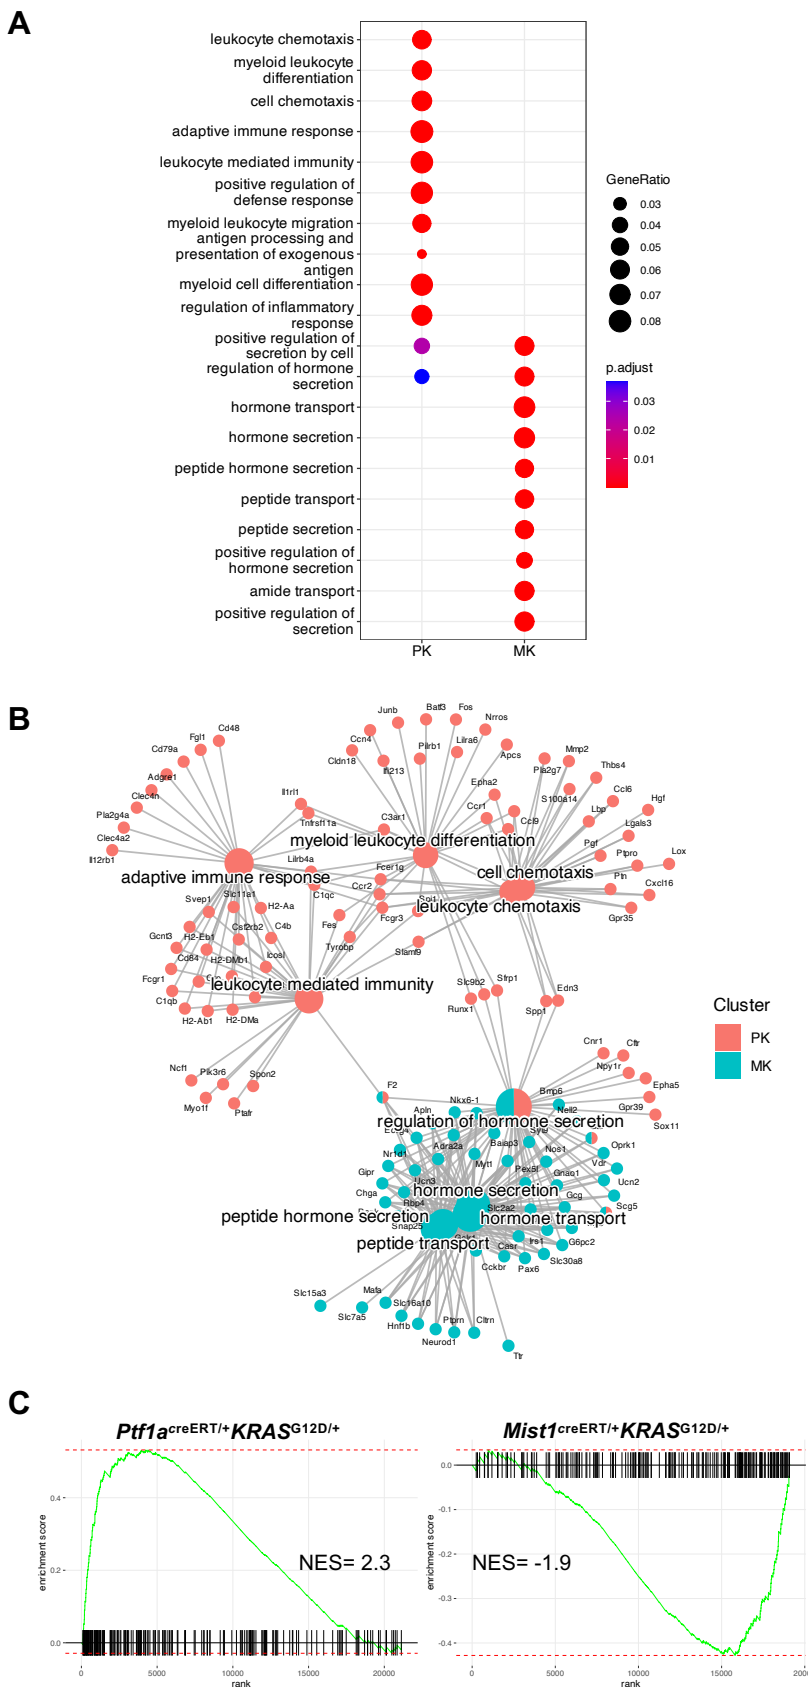 A
leukocyte chemotaxis
myeloid leukocyte
differentiation
cell chemotaxis
adaptive immune response
leukocyte mediated immunity
positive regulation of
defense response
myeloid leukocyte migration
antigen processing and
presentation of exogenous
antigen
myeloid cell differentiation
regulation of inflammatory
response
positive regulation of
secretion by cell
regulation of hormone
secretion
hormone transport
hormone secretion
peptide hormone secretion
peptide transport
peptide secretion
positive regulation of
hormone secretion
amide transport
positive regulation of
secretion
PK MK
GeneRatio
0.03
0.04
0.05
0.06
0.07
0.08
p.adjust
0.03
0.02
0.01
B
Junb
Batf3
Fos
Nrros
Ccn4
Cd48
Fgl1
Cd79a
Cldn18
Ifi213
Pilrb1
Lilra6
Apcs
Mmp2
Pla2g7
Thbs4
Adgre1
Clec4n
Il1rl1
Epha2
S100a14
Ccl6
Hgf
Pla2g4a
Tnfrsf11a
C3ar1
Ccr1
Ccl9
Lbp
Lgals3
Clec4a2
Il12rb1
myeloid leukocyte differentiation
Pgf
Ptpro
Lox
Lilrb4a
Fcer1g
cell chemotaxis
adaptive immune response
Ccr2
C1qc
Ptn
Cxcl16
Svep1
Slc11a1
H2-Aa
Fcgr3
leukocyte chemotaxis
Gpr35
Gcnt3
H2-Eb1
Csf2rb2
C4b
Fes
Tyrobp
Slamf9
Cd84
H2-DMb1
Icosl
Fcgr1
leukocyte mediated immunity
C1qb
H2-Ab1
H2-DMa
Slc9b2
Sfrp1
Runx1
Edn3
Spp1
Ncf1
Pik3r6
Spon2
Myo1f
Ptafr
Cluster
PK
MK
Cnr1
Cftr
Npy1r
Epha5
Gpr39
Sox11
F2
Nkx6-1
Bmp6
Apln
Nell2
regulation of hormone secretion
Adra2a
Baiap3
Nos1
Oprk1
Nr1d1
Myt1
Pex5l
Vdr
Gipr
Ucn3
Gnao1
Ucn2
Chga
hormone secretion
Gcg
Rbp4
Slc2a2
Scg5
peptide hormone secretion
hormone transport
Snap25
peptide transport
Irs1
G6pc2
Casr
Cckbr
Pax6
Slc30a8
Slc15a3
Mafa
Slc16a10
Slc7a5
Hnf1b
Ptprn
Cltrn
Neurod1
Ttr
C
Ptf1acreERT/+KRASG12D/+
enrichment score
0.4
0.2
0.0
NES= 2.3
0 5000 10000 15000 20000
rank
Mist1creERT/+KRASG12D/+
enrichment score
0.0
-0.1
-0.2
-0.3
-0.4
NES= -1.9
0 5000 10000 15000
rank